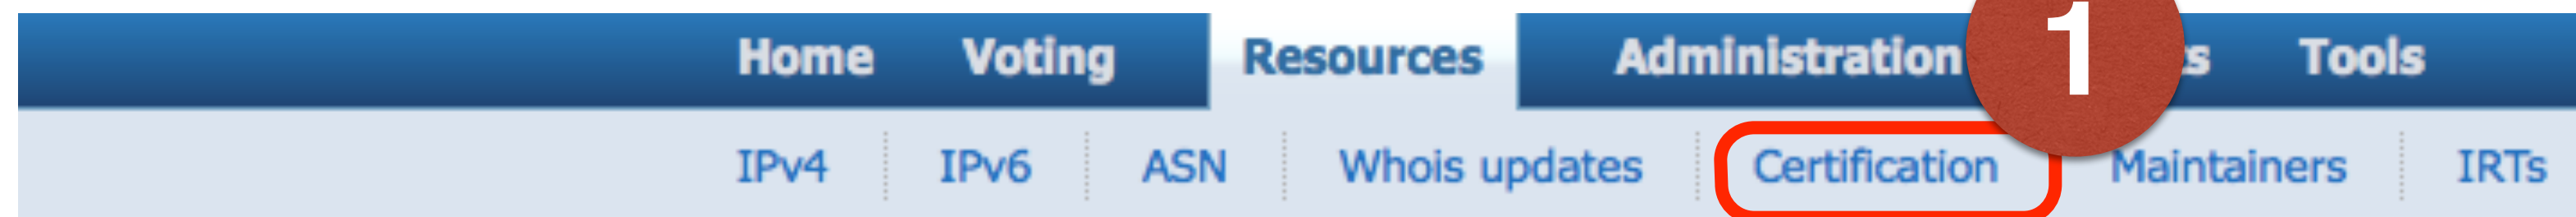 1
Home Voting Resources Administration s Tools
IPv4 IPv6 ASN Whois updates Certification Maintainers IRTs